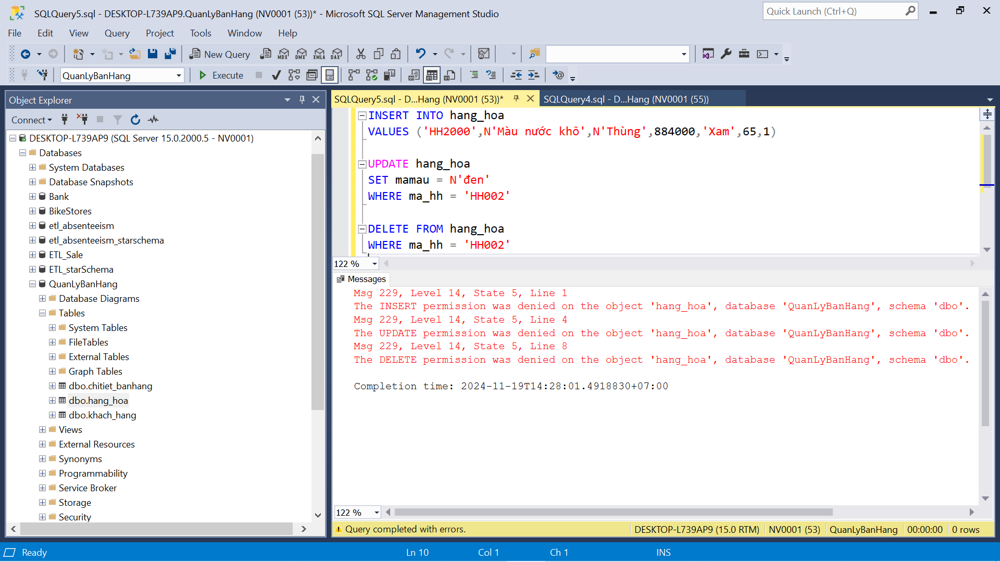 SQLQuery5.sql - DESKTOP-L739AP9.QuanLyBanHang (NV0001 (53))* - Microsoft SQL Server Management Studio
Quick Launch (Ctrl+Q)
File Edit View Query Project Tools Window Help
New Query MDX DMX XMLA DAX
QuanLyBanHang Execute
Object Explorer
Connect
DESKTOP-L739AP9 (SQL Server 15.0.2000.5 - NV0001)
Databases
System Databases
Database Snapshots
Bank
BikeStores
etl_absenteeism
etl_absenteeism_starschema
ETL_Sale
ETL_starSchema
QuanLyBanHang
Database Diagrams
Tables
System Tables
FileTables
External Tables
Graph Tables
dbo.chitiet_banhang
dbo.hang_hoa
dbo.khach_hang
Views
External Resources
Synonyms
Programmability
Service Broker
Storage
Security
SQLQuery5.sql - D...Hang (NV0001 (53))* SQLQuery4.sql - D...Hang (NV0001 (55))
INSERT INTO hang_hoa
VALUES ('HH2000',N'Màu nước khô',N'Thùng',884000,'Xam',65,1)
UPDATE hang_hoa
SET mamau = N'đen'
WHERE ma_hh = 'HH002'
DELETE FROM hang_hoa
WHERE ma_hh = 'HH002'
122 %
Messages
Msg 229, Level 14, State 5, Line 1
The INSERT permission was denied on the object 'hang_hoa', database 'QuanLyBanHang', schema 'dbo'.
Msg 229, Level 14, State 5, Line 4
The UPDATE permission was denied on the object 'hang_hoa', database 'QuanLyBanHang', schema 'dbo'.
Msg 229, Level 14, State 5, Line 8
The DELETE permission was denied on the object 'hang_hoa', database 'QuanLyBanHang', schema 'dbo'.
Completion time: 2024-11-19T14:28:01.4918830+07:00
122 %
Query completed with errors. DESKTOP-L739AP9 (15.0 RTM) NV0001 (53) QuanLyBanHang 00:00:00 0 rows
Ready Ln 10 Col 1 Ch 1 INS